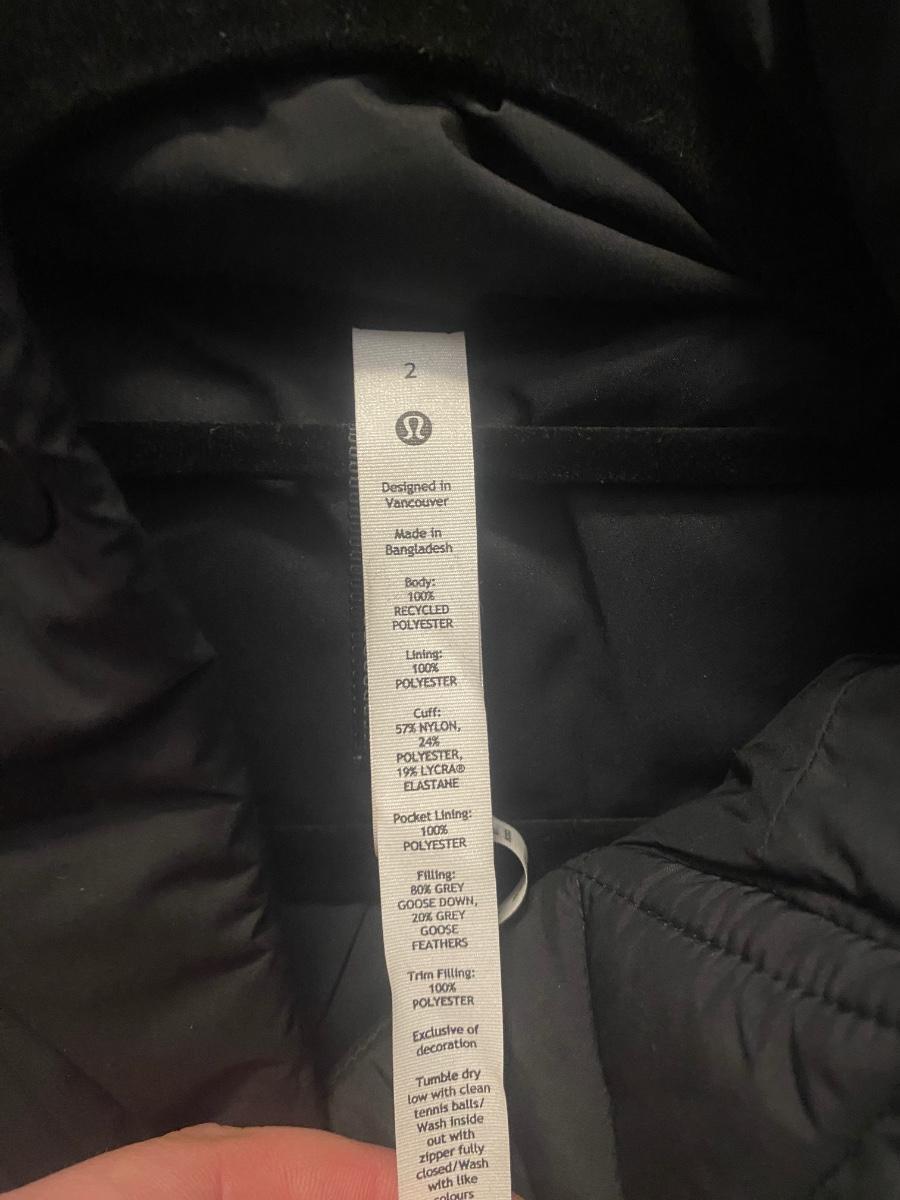 2
Designed in
Vancouver
Made in
Bangladesh
Body:
100%
RECYCLED
POLYESTER
Lining:
100%
POLYESTER
Cuff:
57% NYLON,
24%
POLYESTER,
19% LYCRA®
ELASTANE
Pocket Lining:
100%
POLYESTER
Filling:
80% GREY
GOOSE DOWN,
20% GREY
GOOSE
FEATHERS
Trim Filling:
100%
POLYESTER
Exclusive of
decoration
Tumble dry
low with clean
tennis balls/
Wash inside
out with
zipper fully
closed/Wash
with like
colours